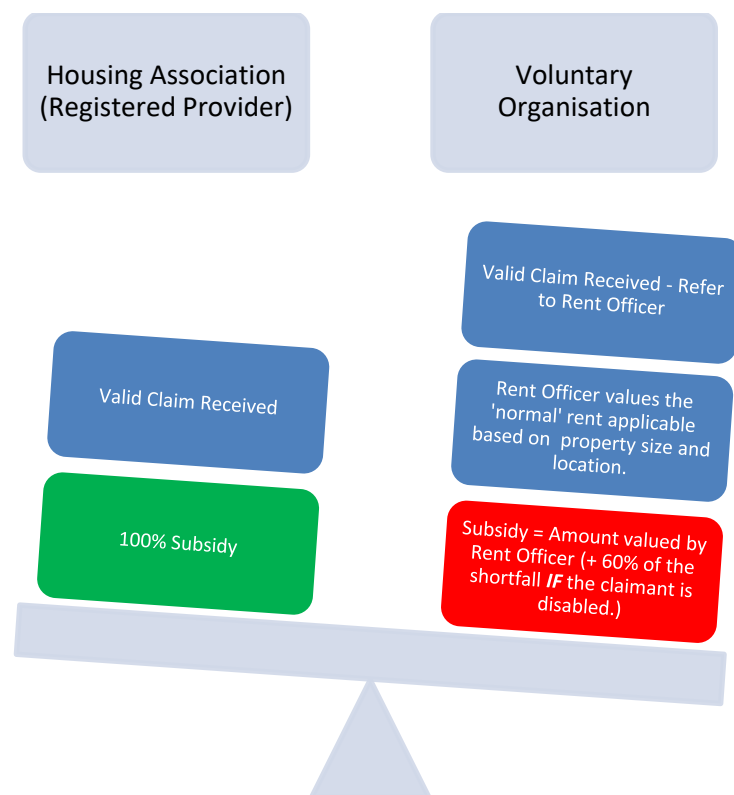 Housing Association
(Registered Provider)
Voluntary
Organisation
Valid Claim Received
100% Subsidy
Valid Claim Received - Refer
to Rent Officer
Rent Officer values the
'normal' rent applicable
based on property size and
location.
Subsidy = Amount valued by
Rent Officer (+ 60% of the
shortfall IF the claimant is
disabled.)